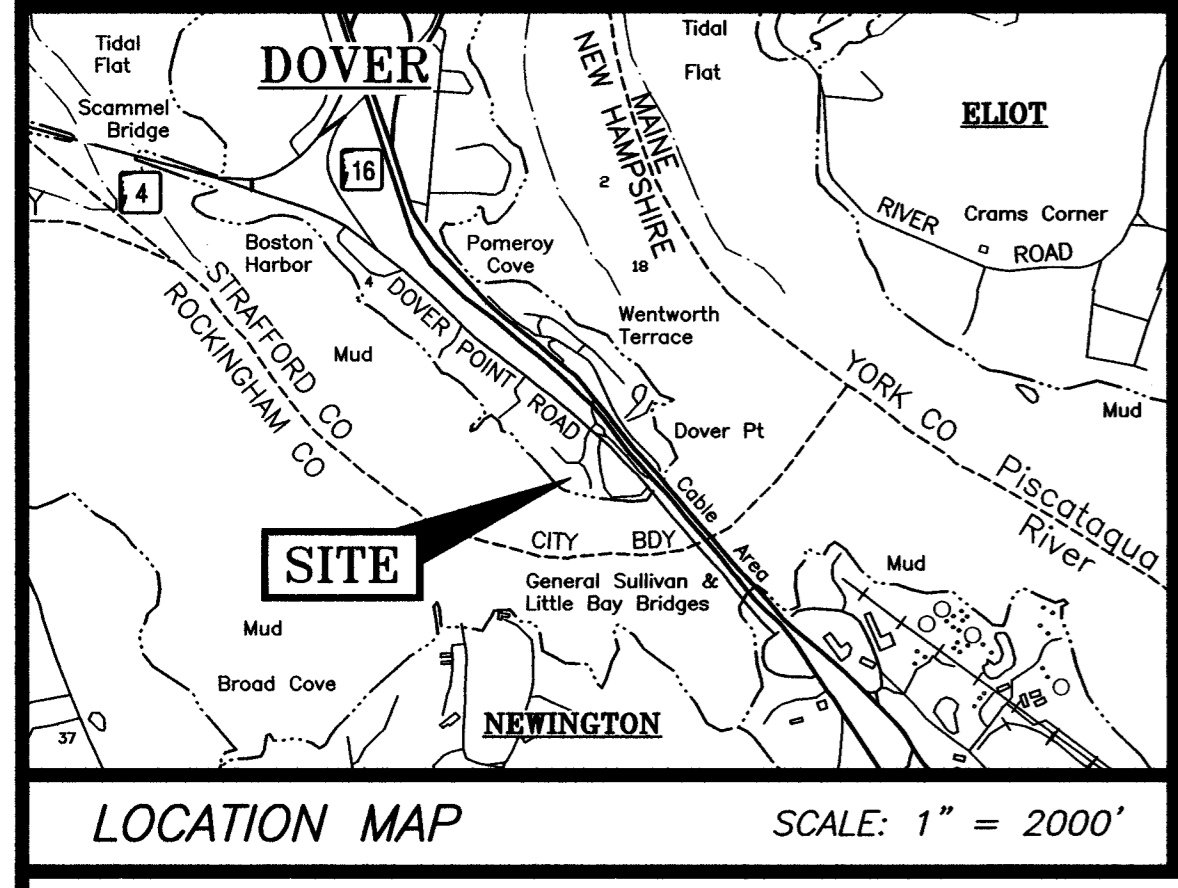 Tidal
Flat
DOVER
Scammel
Bridge
4
16
NEW HAMPSHIRE
MAINE
Tidal
Flat
ELIOT
2
18
RIVER
ROAD
Crams Corner
Y
Boston
Harbor
Pomeroy
Cove
4
DOVER POINT ROAD
STRAFFORD CO
ROCKINGHAM CO
Mud
Wentworth
Terrace
YORK CO
Mud
Dover Pt
Piscataqua
River
Cable Area
SITE
CITY BDY
General Sullivan &
Little Bay Bridges
Mud
Mud
Broad Cove
NEWINGTON
37
LOCATION MAP
SCALE: 1" = 2000'